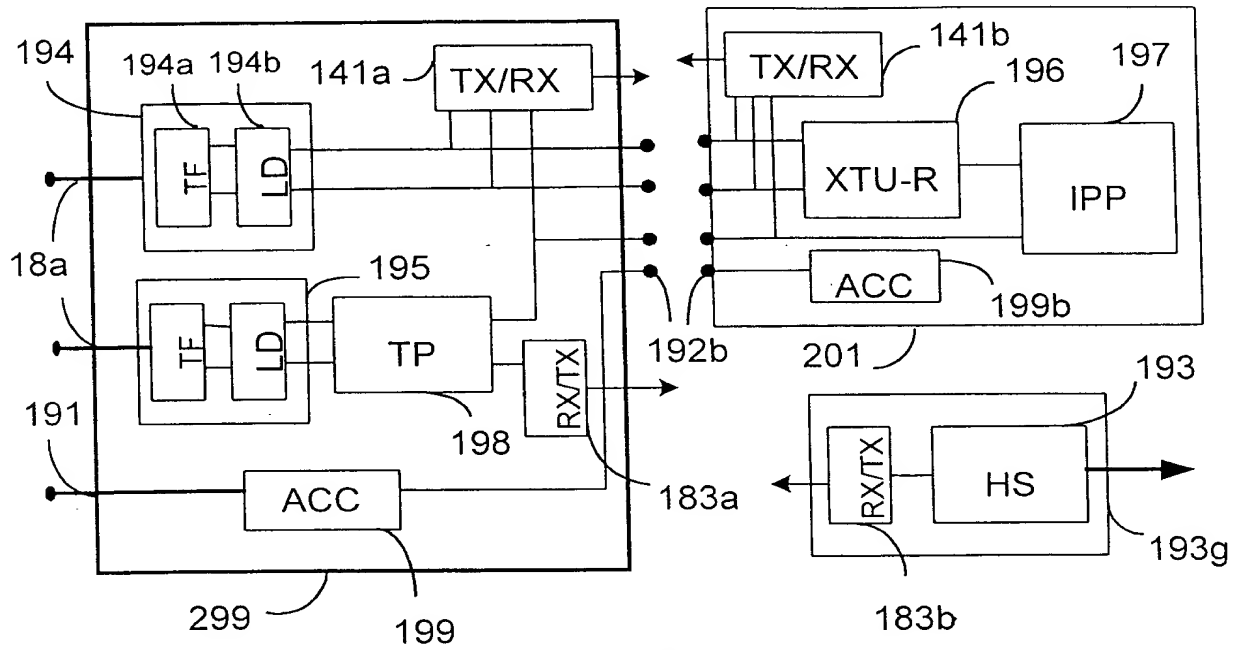 194
194a
194b
141a
TX/RX
TF
LD
18a
195
TF
LD
TP
198
RX/TX
183a
191
ACC
199
299
192b
TX/RX
141b
196
197
XTU-R
IPP
ACC
199b
201
193
RX/TX
HS
193g
183b